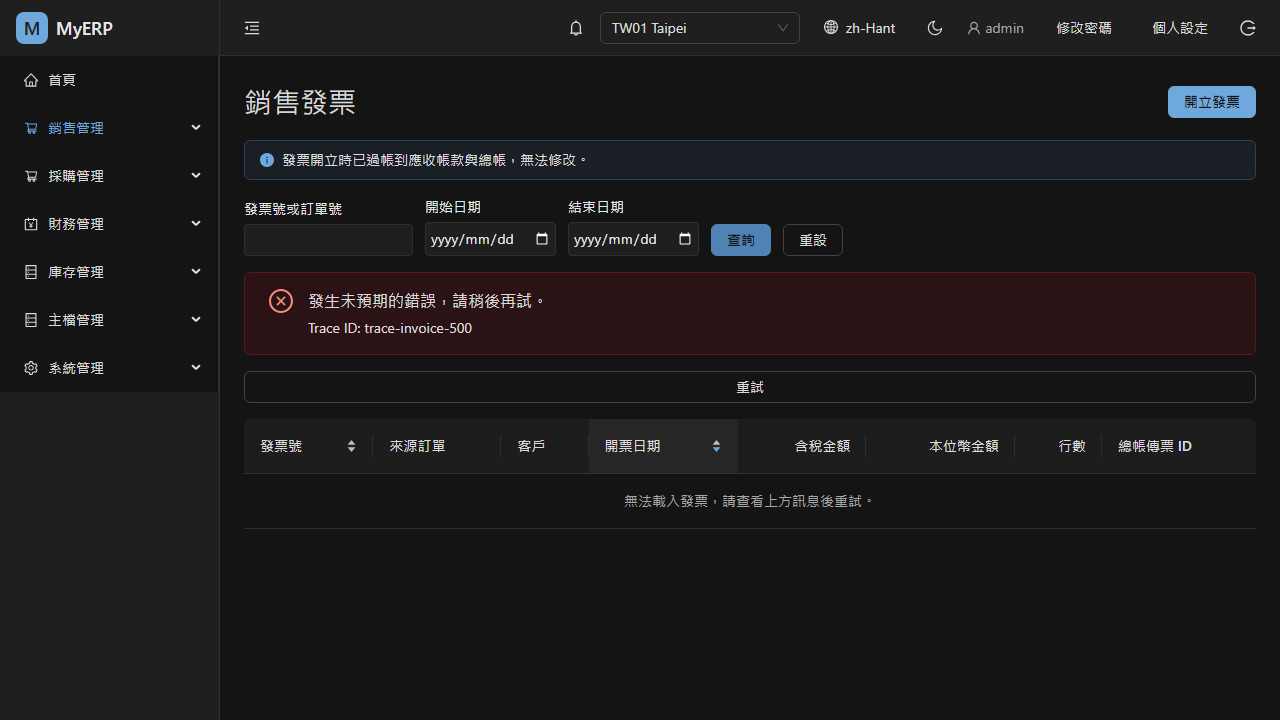 M MyERP
TW01 Taipei
zh-Hant
admin
修改密碼
個人設定
首頁
銷售管理
採購管理
財務管理
庫存管理
主檔管理
系統管理
銷售發票
開立發票
發票開立時已過帳到應收帳款與總帳，無法修改。
發票號或訂單號
開始日期
結束日期
yyyy/mm/dd
yyyy/mm/dd
查詢
重設
發生未預期的錯誤，請稍後再試。
Trace ID: trace-invoice-500
重試
發票號 來源訂單 客戶 開票日期 含稅金額 本位幣金額 行數 總帳傳票 ID
無法載入發票，請查看上方訊息後重試。